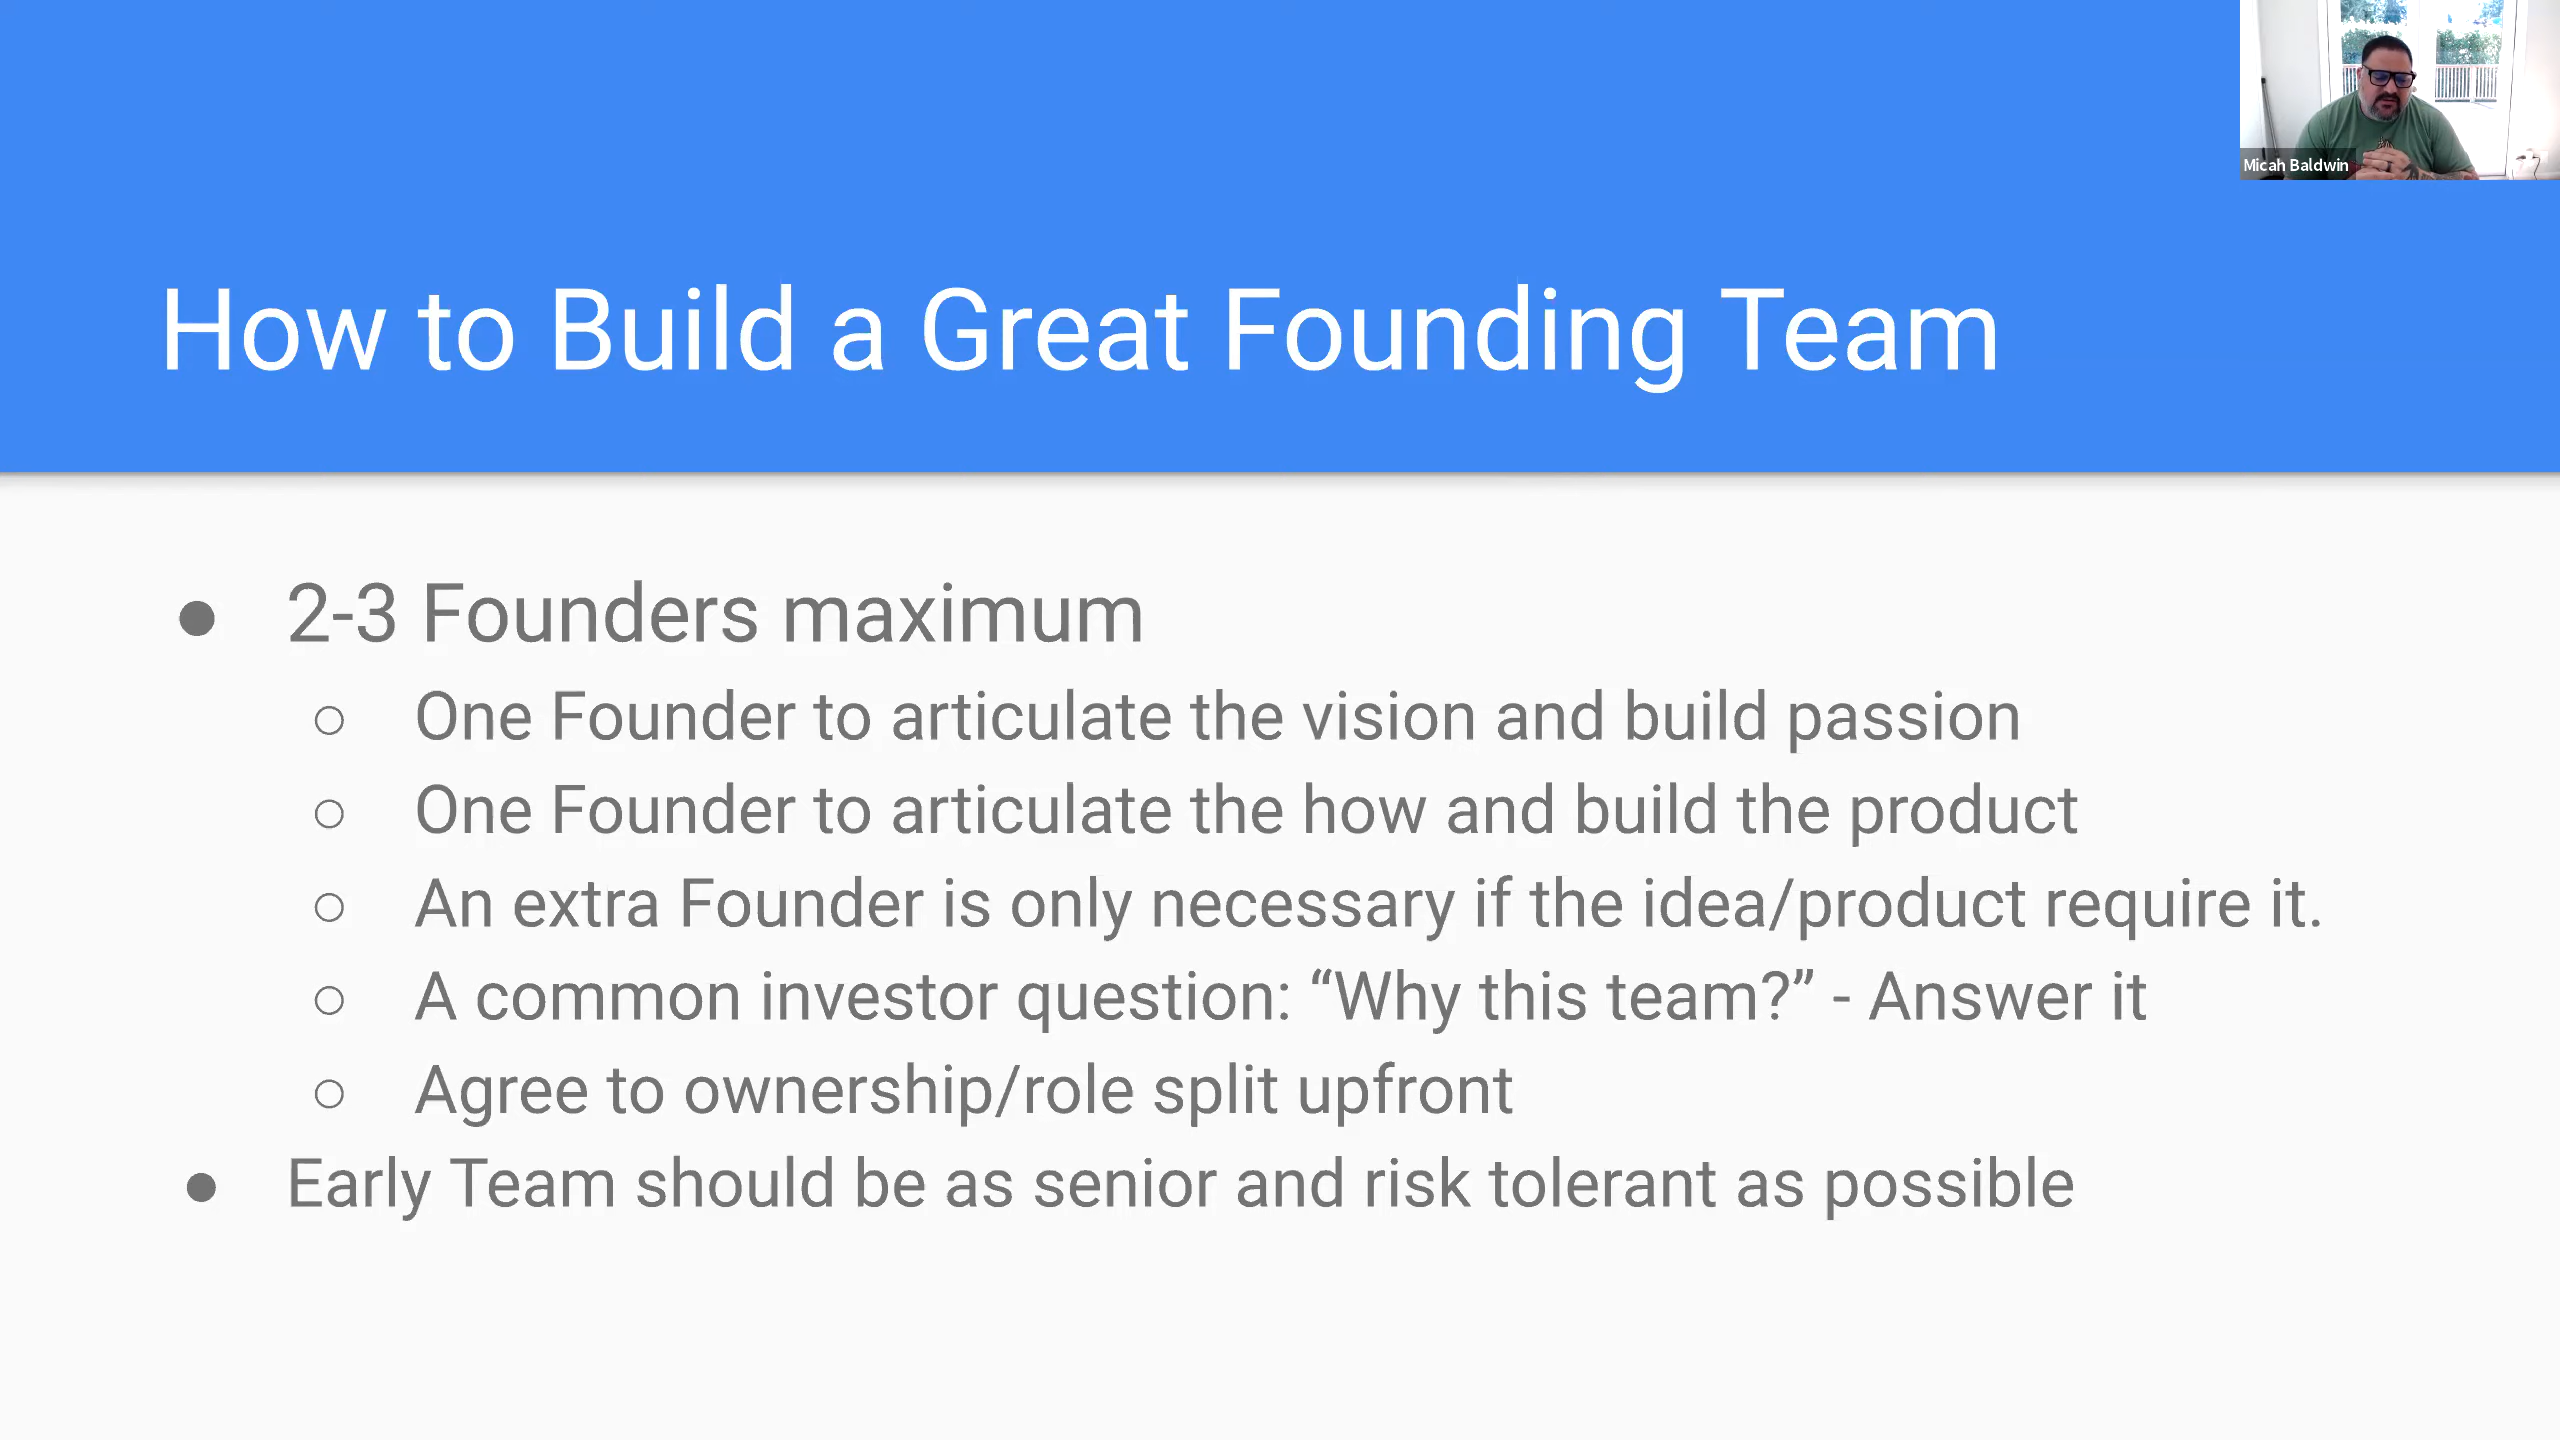 Micah Baldwin
How to Build a Great Founding Team
● 2-3 Founders maximum
○ One Founder to articulate the vision and build passion
○ One Founder to articulate the how and build the product
○ An extra Founder is only necessary if the idea/product require it.
○ A common investor question: “Why this team?” - Answer it
○ Agree to ownership/role split upfront
● Early Team should be as senior and risk tolerant as possible